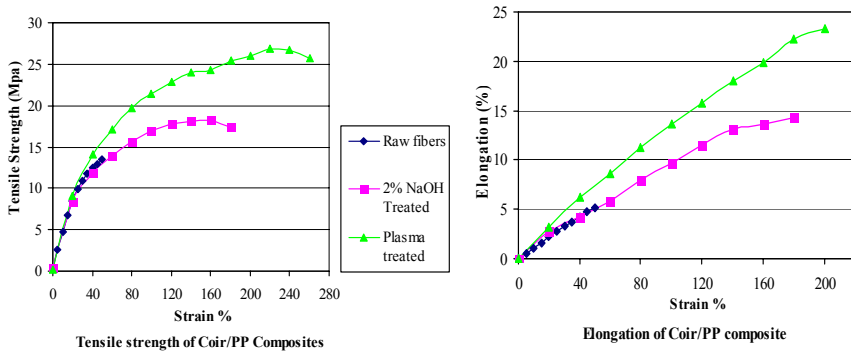 30
25
20
15
10
5
0
Tensile Strength (Mpa)
0 40 80 120 160 200 240 280
Strain %
Tensile strength of Coir/PP Composites
Raw fibers
2% NaOH
Treated
Plasma
treated
25
20
15
10
5
0
Elongation (%)
0 40 80 120 160 200
Strain %
Elongation of Coir/PP composite